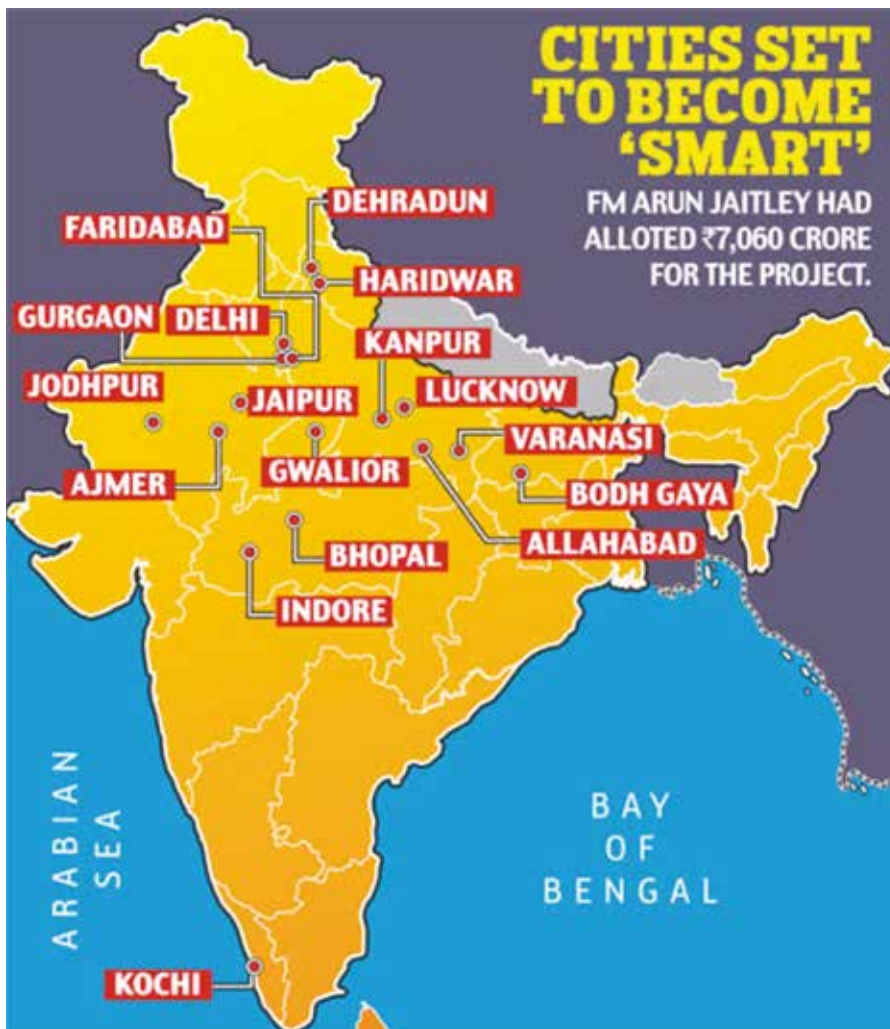 CITIES SET
TO BECOME
‘SMART’
FM ARUN JAITLEY HAD
ALLOTED ₹7,060 CRORE
FOR THE PROJECT.
DEHRADUN
FARIDABAD
HARIDWAR
GURGAON
DELHI
KANPUR
JODHPUR
JAIPUR
LUCKNOW
VARANASI
AJMER
GWALIOR
BODH GAYA
BHOPAL
ALLAHABAD
INDORE
ARABIAN
SEA
BAY
OF
BENGAL
KOCHI